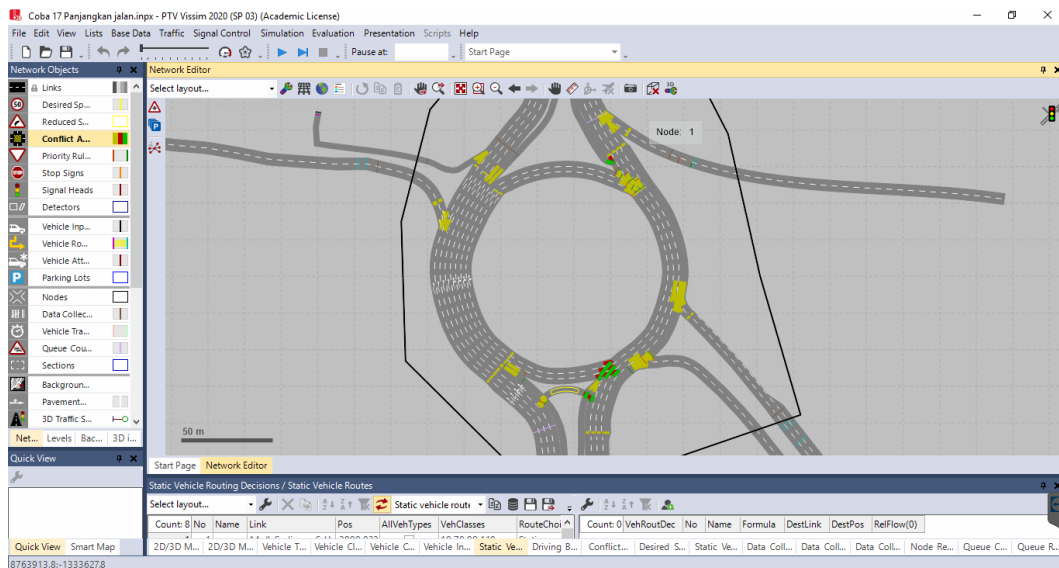 Coba 17 Panjangkan jalan.inpx - PTV Vissim 2020 (SP 03) (Academic License)
File Edit View Lists Base Data Traffic Signal Control Simulation Evaluation Presentation Scripts Help
Pause at: Start Page
Network Objects
Network Editor
Select layout...
Links
Desired Sp...
Reduced S...
Conflict A...
Priority Rul...
Stop Signs
Signal Heads
Detectors
Vehicle Inp...
Vehicle Ro...
Vehicle Att...
Parking Lots
Nodes
Data Collec...
Vehicle Tra...
Queue Cou...
Sections
Backgroun...
Pavement...
3D Traffic S...
Net... Levels Bac... 3D i...
Node: 1
50 m
Start Page Network Editor
Quick View
Quick View Smart Map
Static Vehicle Routing Decisions / Static Vehicle Routes
Select layout... Static vehicle route
Count: 8 No Name Link Pos AllVehTypes VehClasses RouteChoi
Count: 0 VehRoutDec No Name Formula DestLink DestPos RelFlow(0)
2D/3D M... 2D/3D M... Vehicle T... Vehicle Cl... Vehicle C... Vehicle In... Static Ve... Driving B... Conflict... Desired S... Static Ve... Data Coll... Data Coll... Data Coll... Node Re... Queue C... Queue R...
8763913.8:-1333627.8